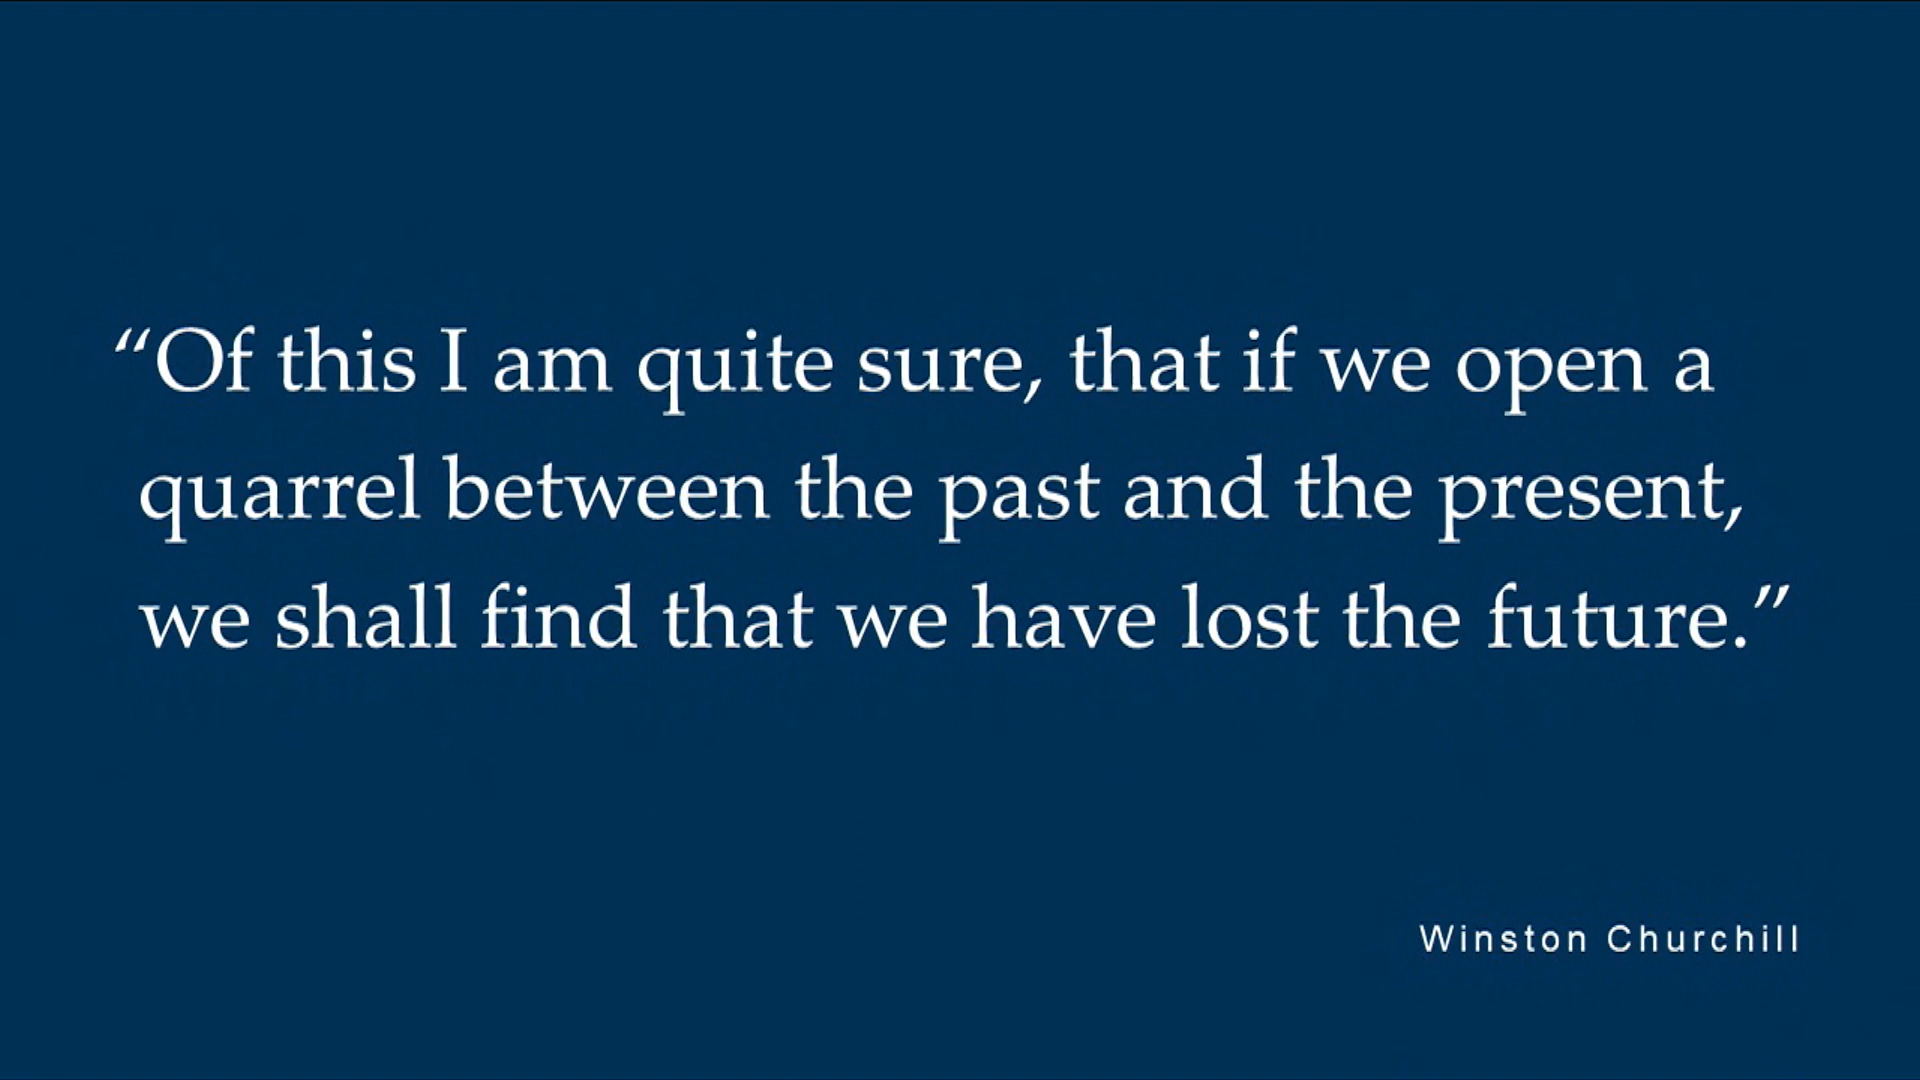 “Of this I am quite sure, that if we open a
quarrel between the past and the present,
we shall find that we have lost the future.”
Winston Churchill